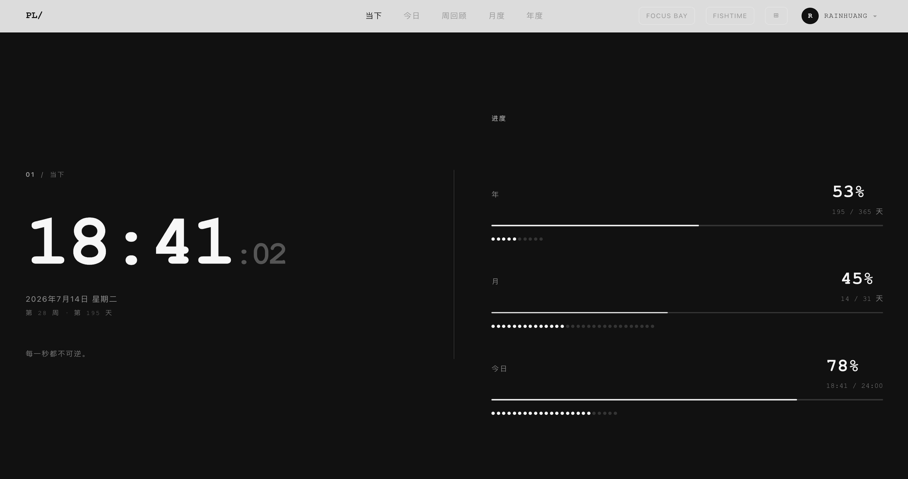 PL/
当下 今日 周回顾 月度 年度
FOCUS BAY FISHTIME R RAINHUANG
01 / 当下
18:41:02
2026年7月14日 星期二
第 29 周 · 第 195 天
每一秒都不可逆。
进度
年 53%
195 / 365 天
月 45%
14 / 31 天
今日 78%
18:41 / 24:00